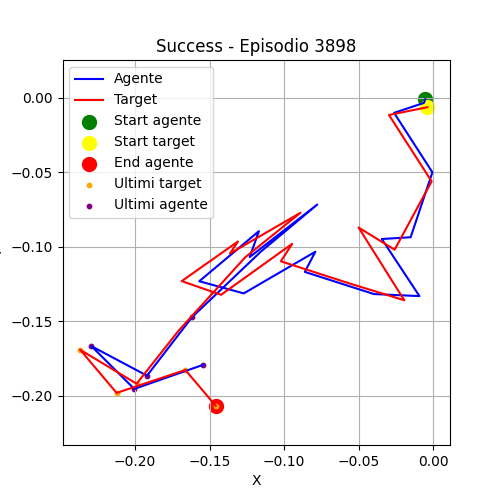 Success - Episodio 3898
Agente
Target
Start agente
Start target
End agente
Ultimi target
Ultimi agente
0.00
−0.05
−0.10
−0.15
−0.20
−0.20
−0.15
−0.10
−0.05
0.00
X